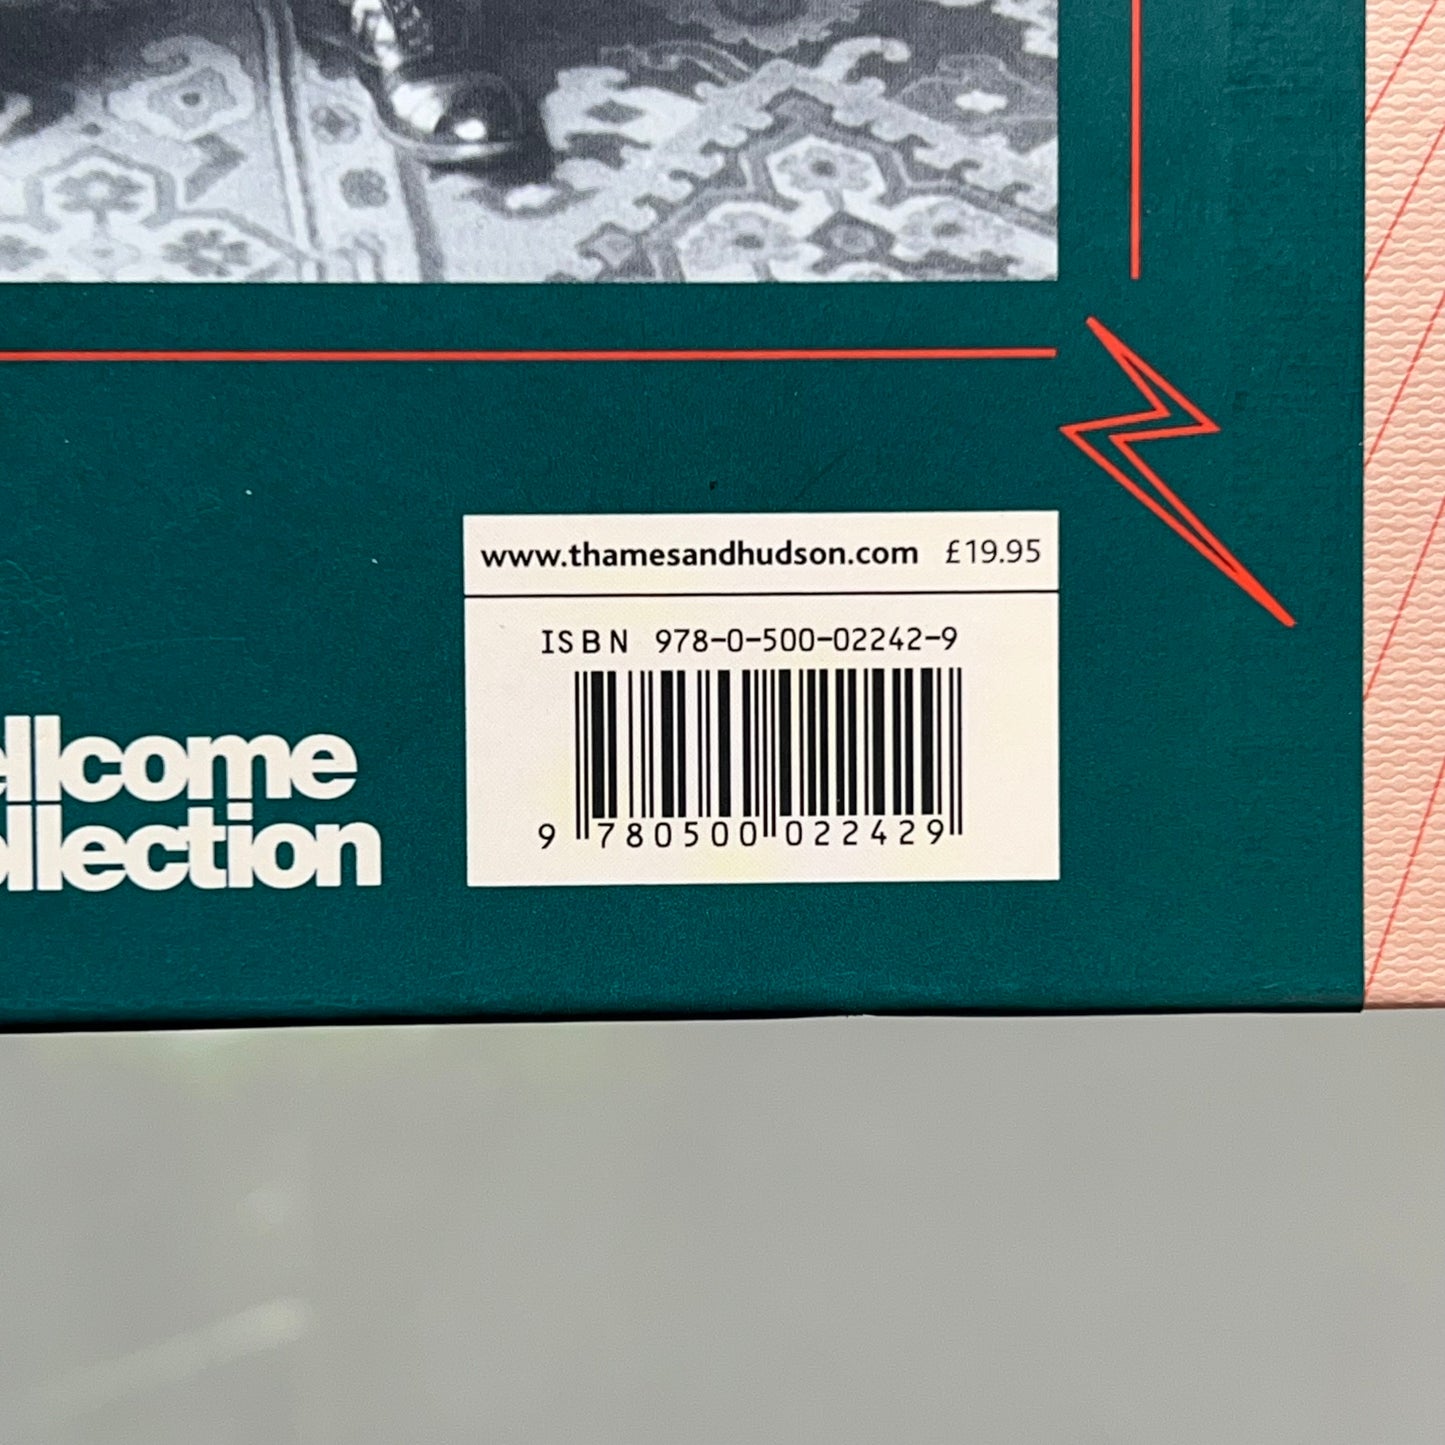 www.thamesandhudson.com £19.95
ISBN 978-0-500-02242-9
9 780500 022429
ellcome
ollection